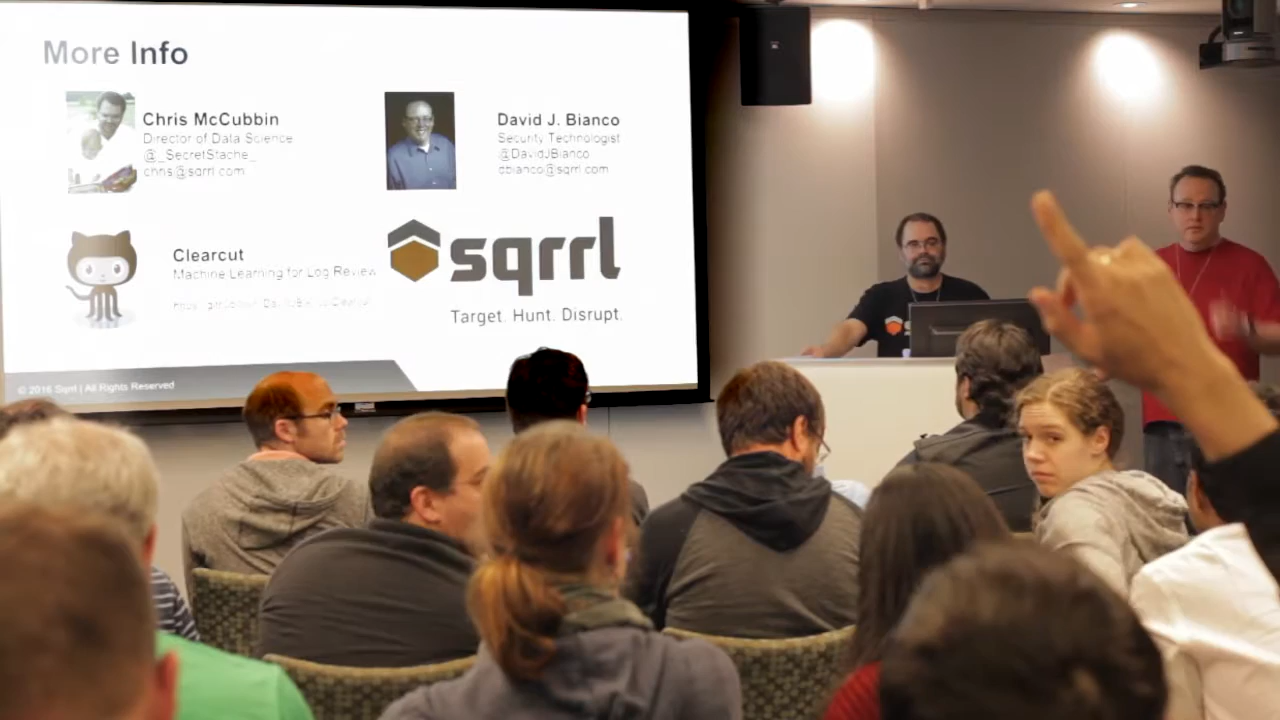 More Info
Chris McCubbin
Director of Data Science
@_SecretStache_
chris@sqrrl.com
David J. Bianco
Security Technologist
@DavidJBianco
dbianco@sqrrl.com
Clearcut
Machine Learning for Log Review
sqrrl
Target. Hunt. Disrupt.
© 2016 Sqrrl | All Rights Reserved